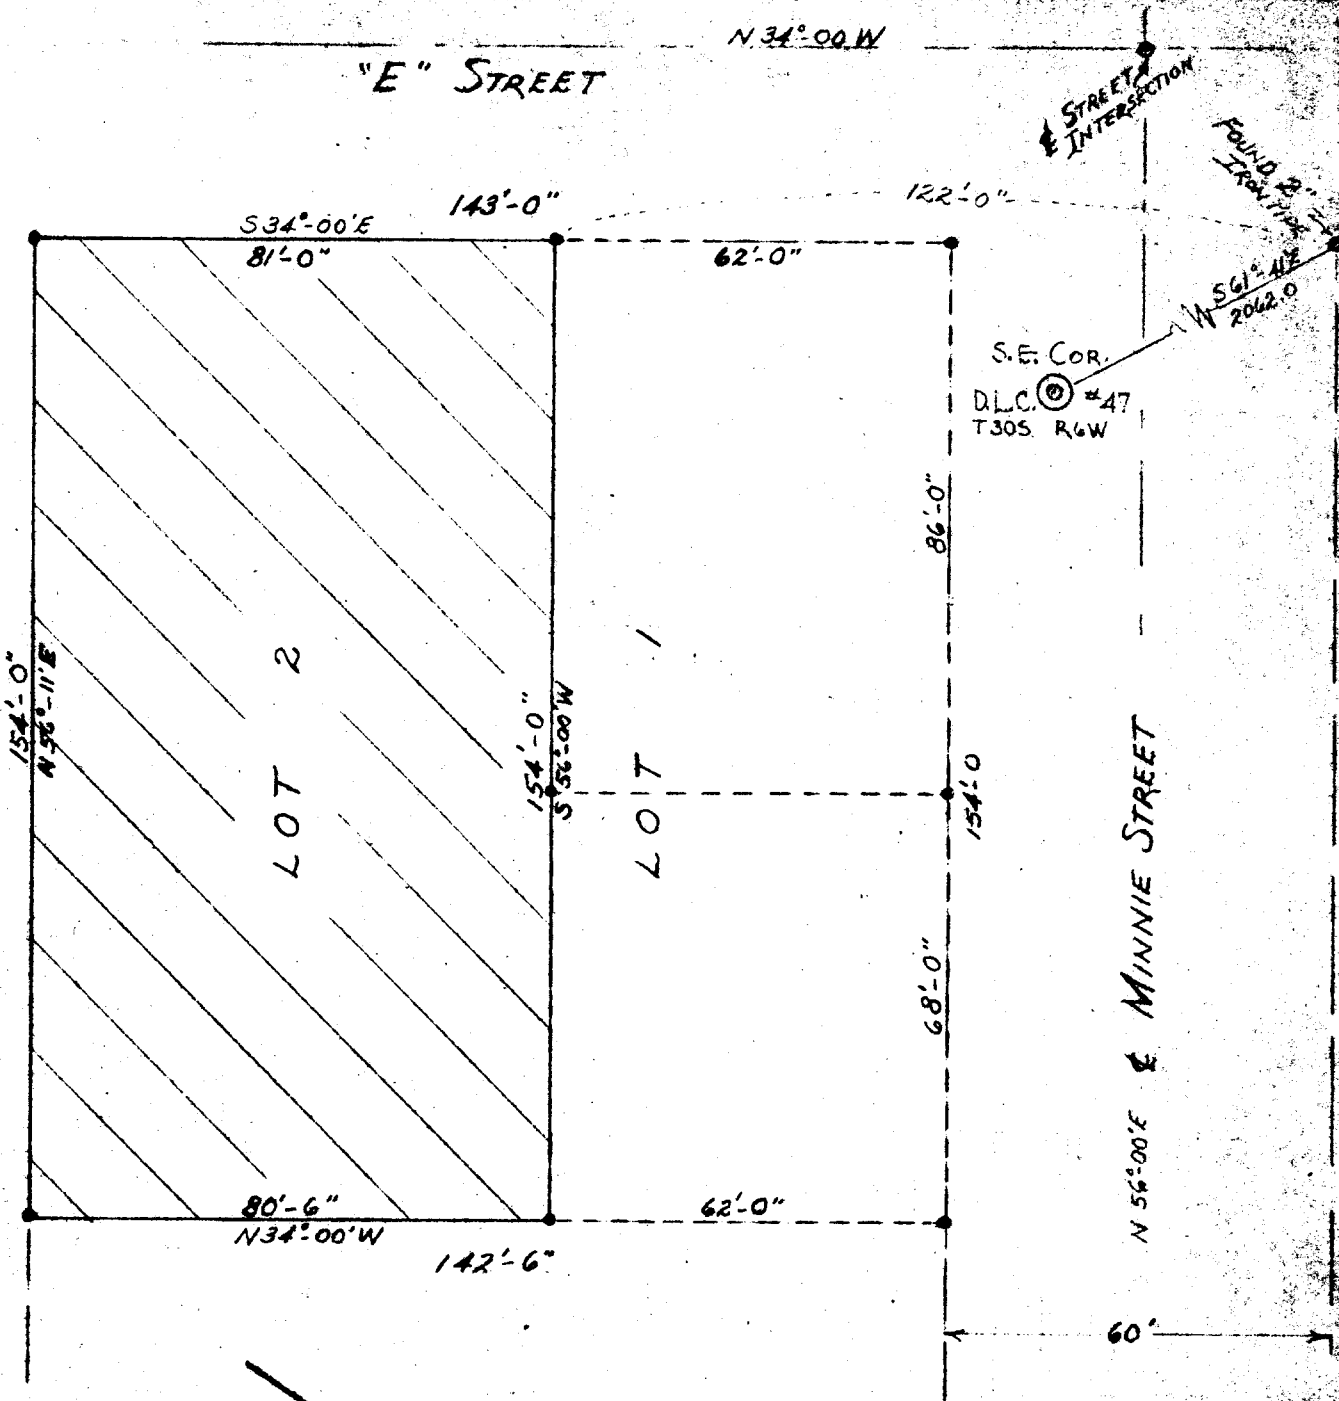 N 34°-00 W
"E" STREET
℄ STREET
INTERSECTION
FOUND 2"
IRON PIPE
143'-0"
122'-0"
S 34°-00' E
81'-0"
62'-0"
S 61°-41' E
2062.0
S.E. COR.
D.L.C. #47
T30S R6W
86'-0"
154'-0"
N 56°-11' E
LOT 2
154'-0"
S 56°-00' W
LOT 1
154'-0
68'-0"
℄ MINNIE STREET
N 56°-00' E
80'-6"
N 34°-00' W
62'-0"
142'-6"
60'